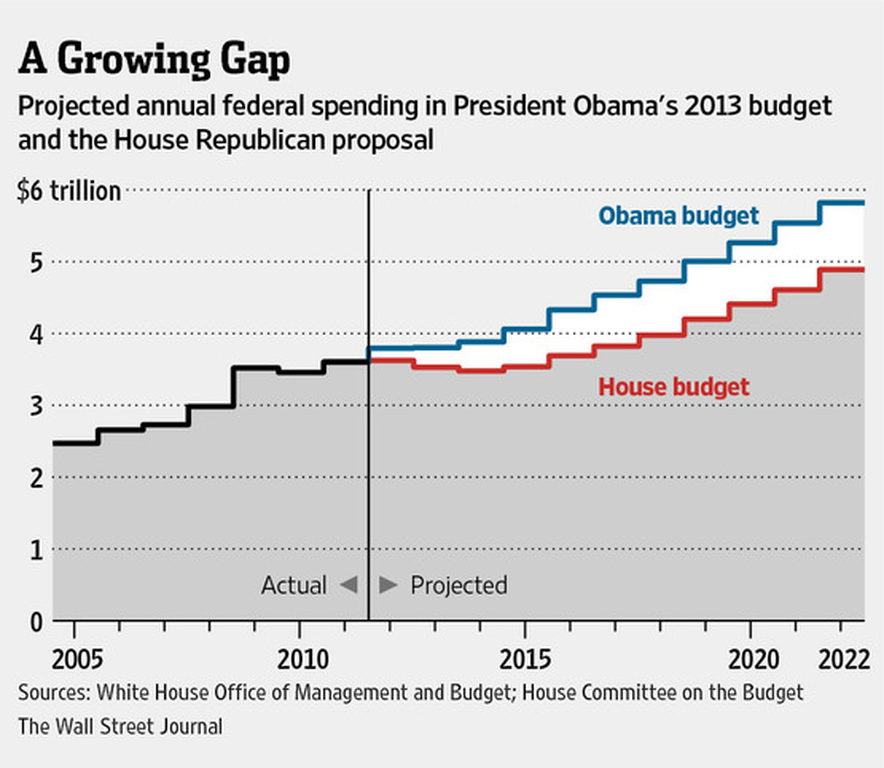 A Growing Gap
Projected annual federal spending in President Obama's 2013 budget
and the House Republican proposal
$6 trillion
Obama budget
5
4
3
House budget
2
1
Actual ◀ ▶ Projected
0
2005 2010 2015 2020 2022
Sources: White House Office of Management and Budget; House Committee on the Budget
The Wall Street Journal